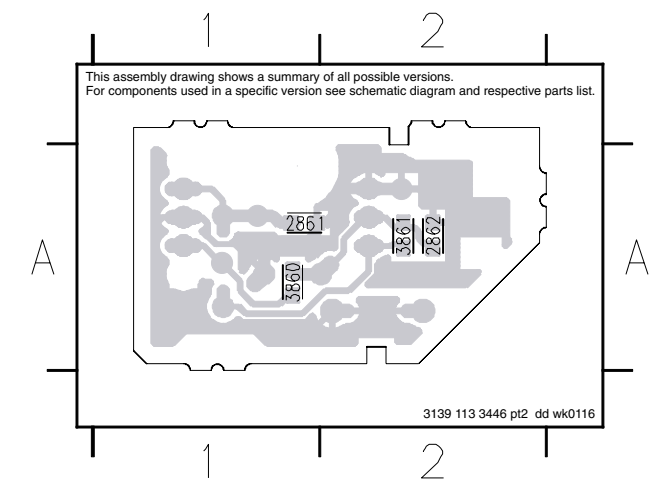 1 2
This assembly drawing shows a summary of all possible versions.
For components used in a specific version see schematic diagram and respective parts list.
2861
3861
2862
A A
3860
3139 113 3446 pt2 dd wk0116
1 2